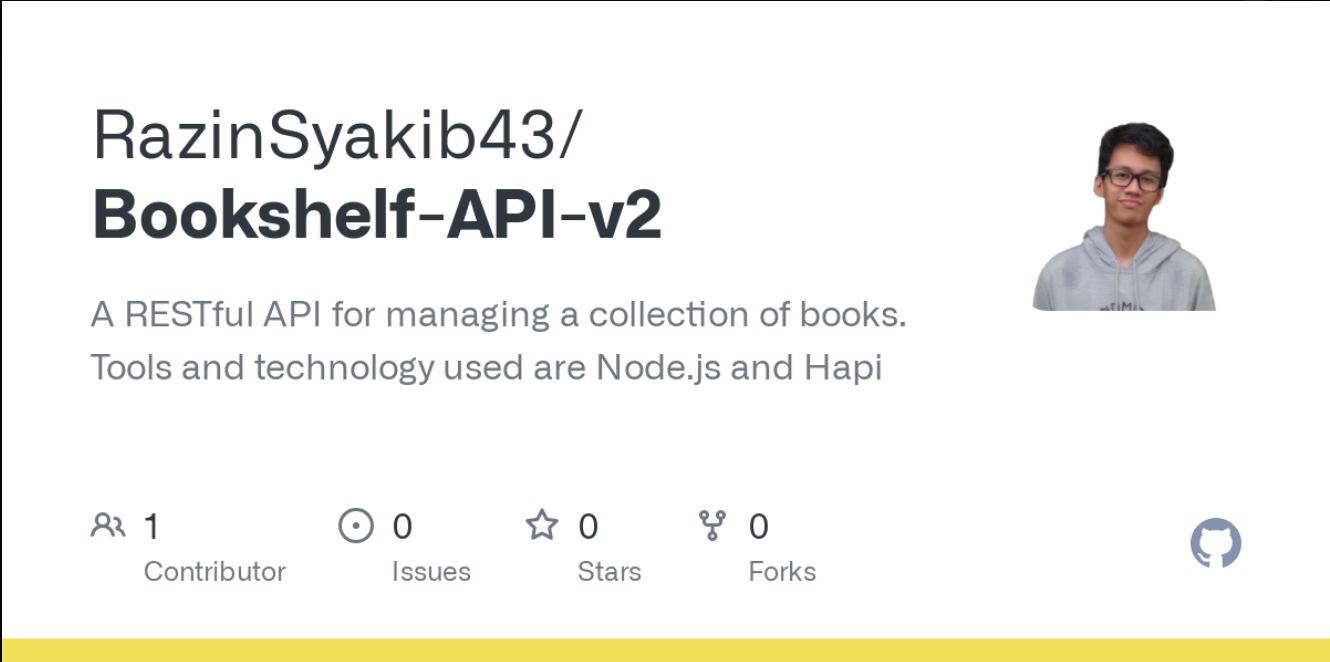 RazinSyakib43/
Bookshelf-API-v2
A RESTful API for managing a collection of books.
Tools and technology used are Node.js and Hapi
1
Contributor
0
Issues
0
Stars
0
Forks